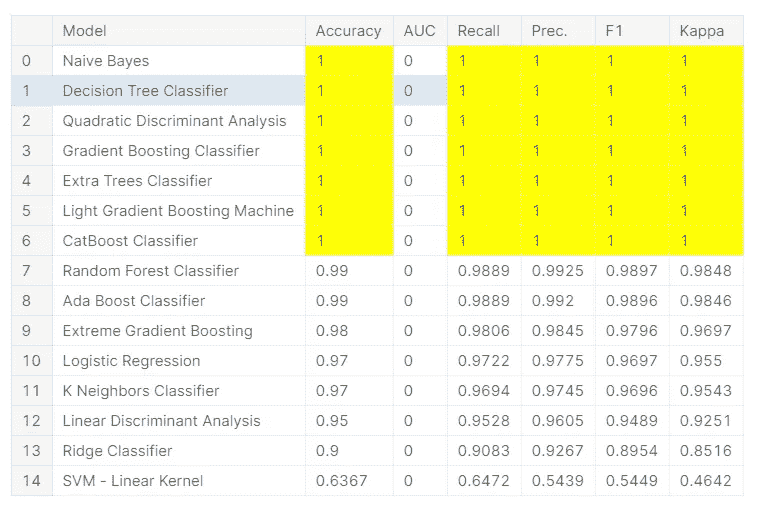 Model Accuracy AUC Recall Prec. F1 Kappa
0 Naive Bayes 1 0 1 1 1 1
1 Decision Tree Classifier 1 0 1 1 1 1
2 Quadratic Discriminant Analysis 1 0 1 1 1 1
3 Gradient Boosting Classifier 1 0 1 1 1 1
4 Extra Trees Classifier 1 0 1 1 1 1
5 Light Gradient Boosting Machine 1 0 1 1 1 1
6 CatBoost Classifier 1 0 1 1 1 1
7 Random Forest Classifier 0.99 0 0.9889 0.9925 0.9897 0.9848
8 Ada Boost Classifier 0.99 0 0.9889 0.992 0.9896 0.9846
9 Extreme Gradient Boosting 0.98 0 0.9806 0.9845 0.9796 0.9697
10 Logistic Regression 0.97 0 0.9722 0.9775 0.9697 0.955
11 K Neighbors Classifier 0.97 0 0.9694 0.9745 0.9696 0.9543
12 Linear Discriminant Analysis 0.95 0 0.9528 0.9605 0.9489 0.9251
13 Ridge Classifier 0.9 0 0.9083 0.9267 0.8954 0.8516
14 SVM - Linear Kernel 0.6367 0 0.6472 0.5439 0.5449 0.4642